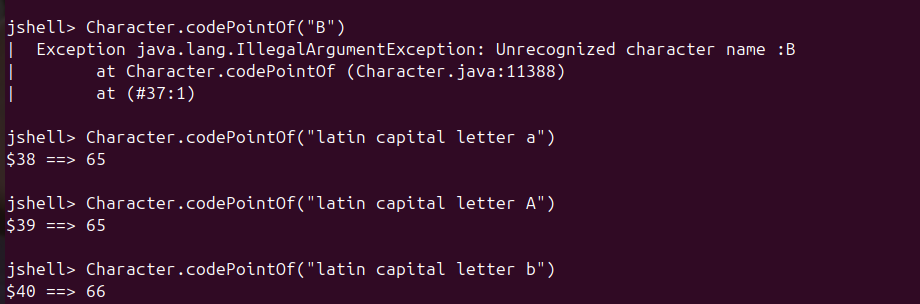 jshell> Character.codePointOf("B")
|  Exception java.lang.IllegalArgumentException: Unrecognized character name :B
|        at Character.codePointOf (Character.java:11388)
|        at (#37:1)
jshell> Character.codePointOf("latin capital letter a")
$38 ==> 65
jshell> Character.codePointOf("latin capital letter A")
$39 ==> 65
jshell> Character.codePointOf("latin capital letter b")
$40 ==> 66